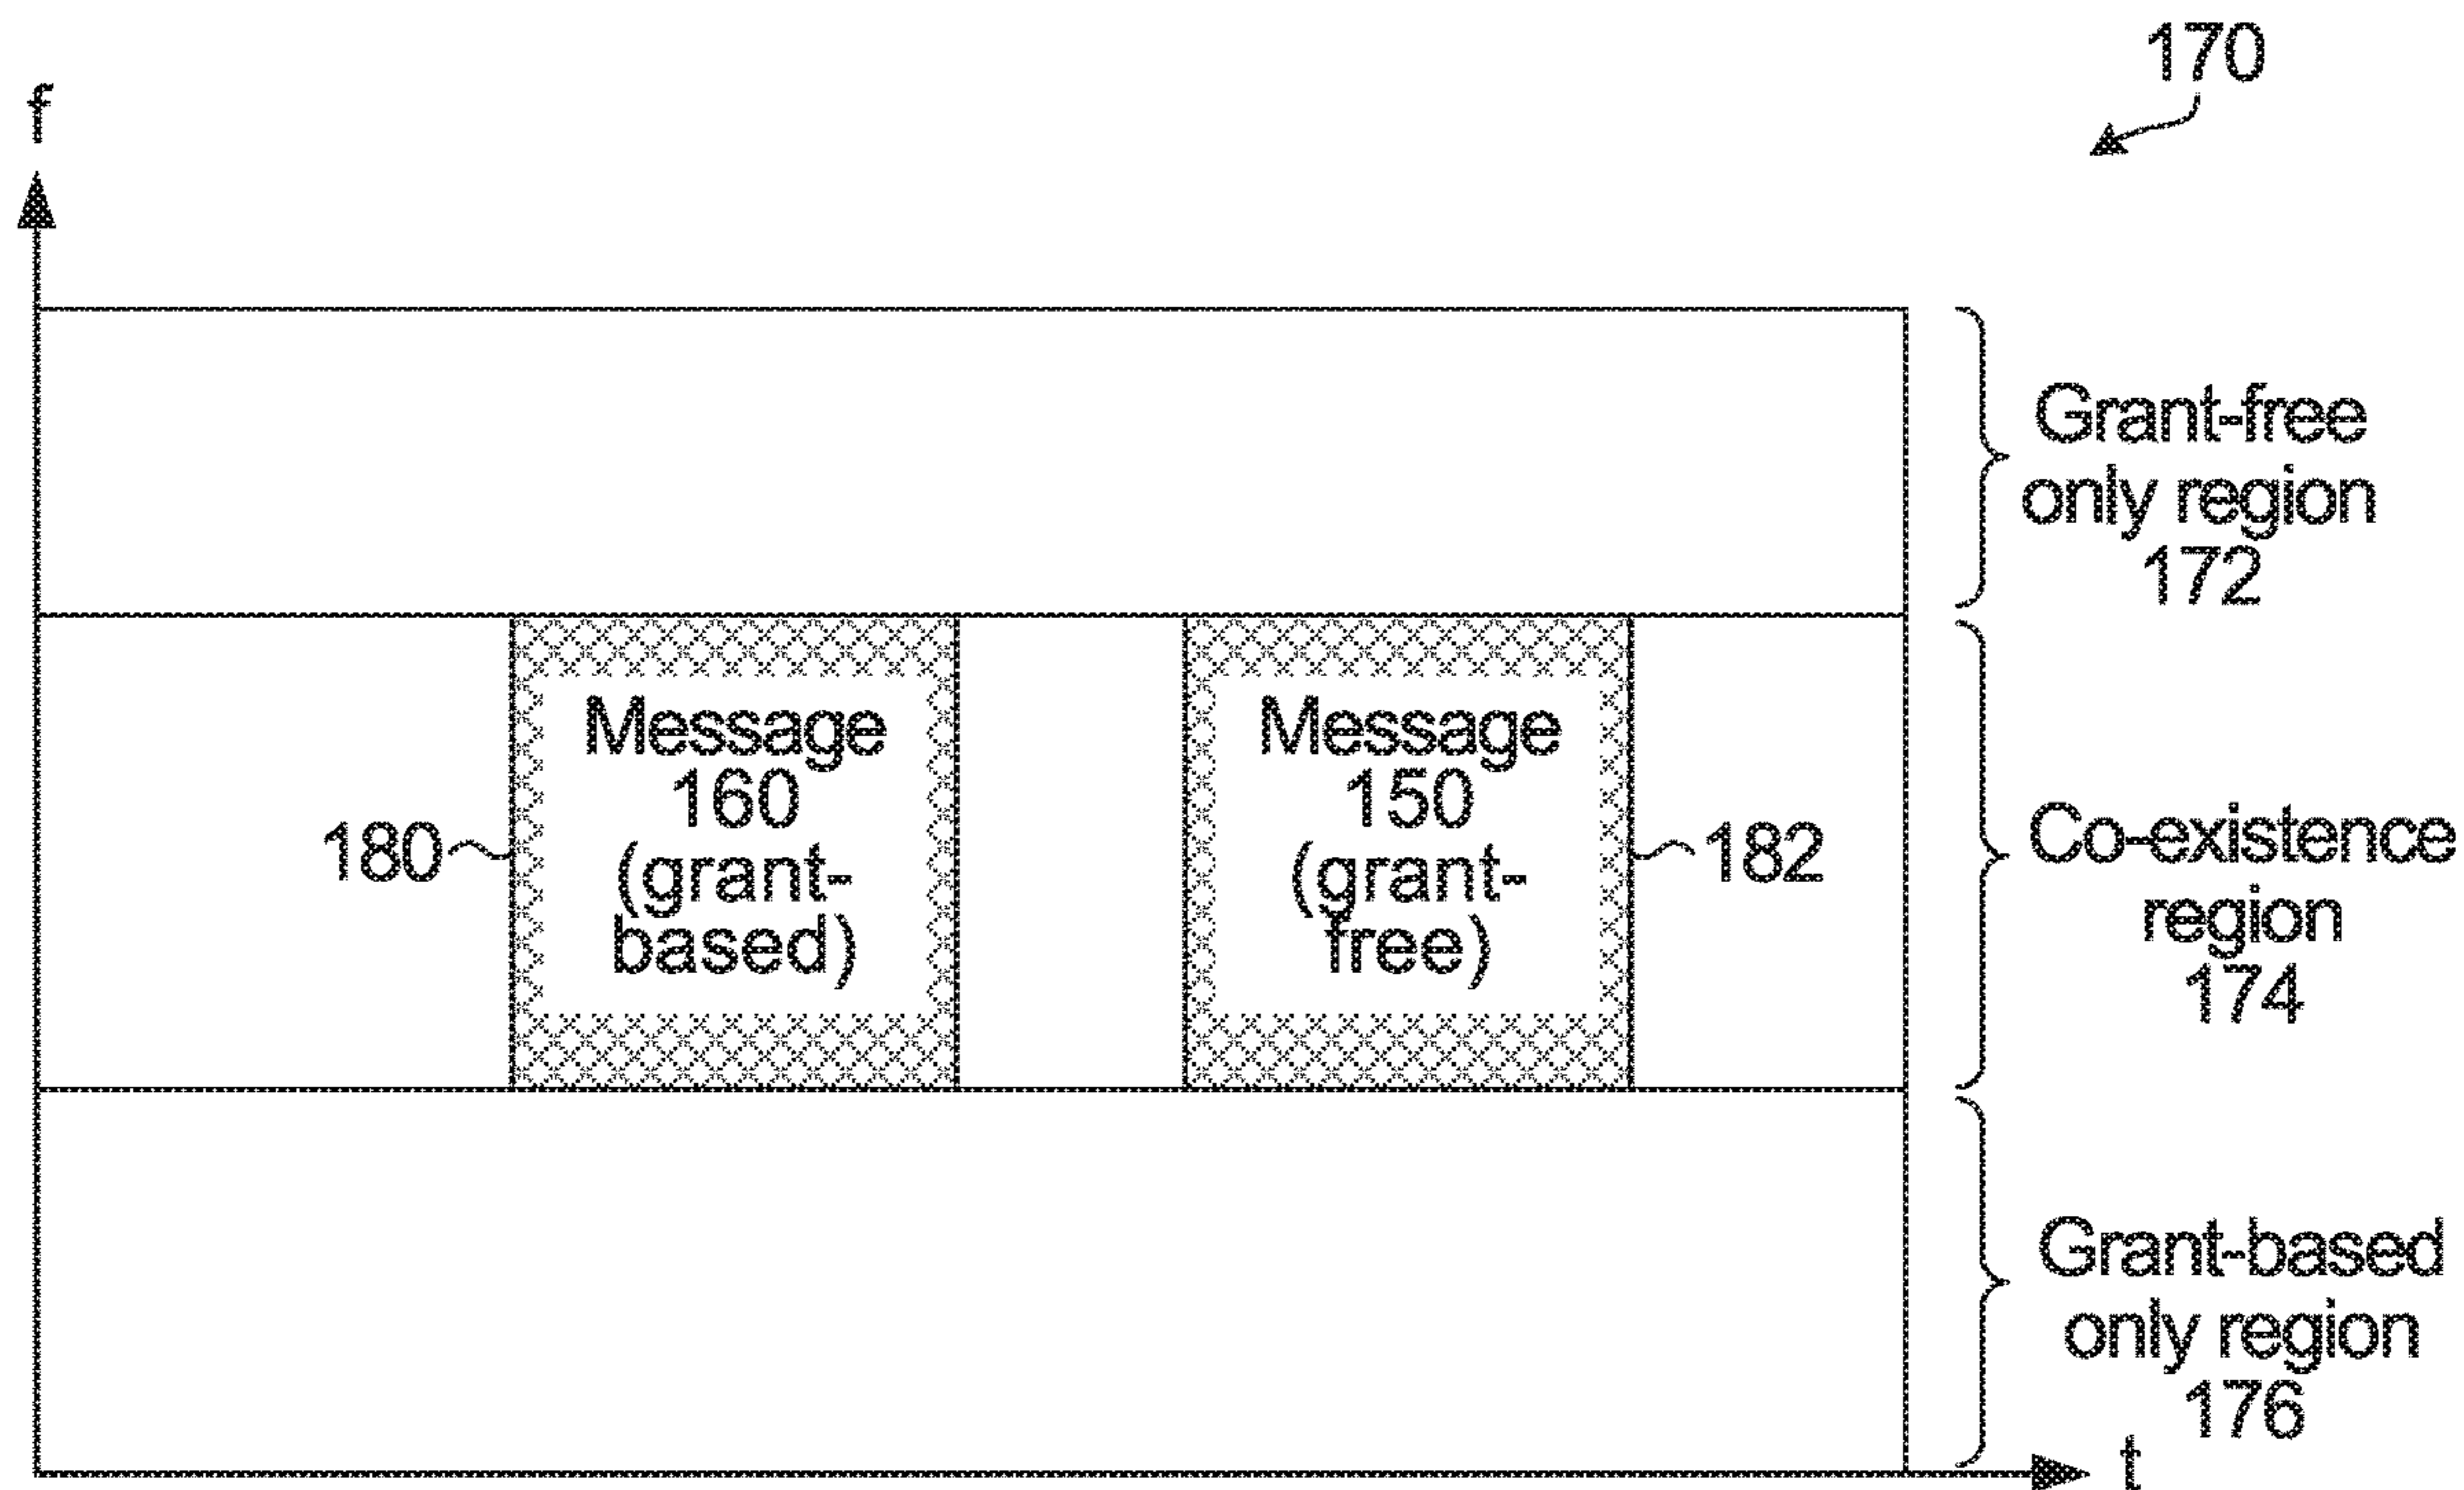 170
f
Grant-free
only region
172
Message
160
(grant-
based)
Message
150
(grant-
free)
180
182
Co-existence
region
174
Grant-based
only region
176
t